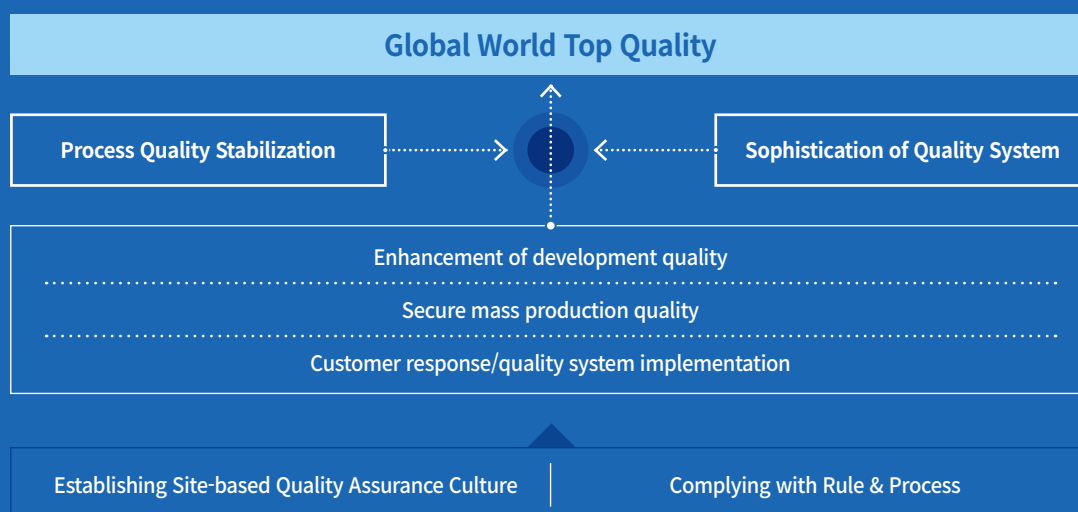 Global World Top Quality
Process Quality Stabilization
Sophistication of Quality System
Enhancement of development quality
Secure mass production quality
Customer response/quality system implementation
Establishing Site-based Quality Assurance Culture
Complying with Rule & Process